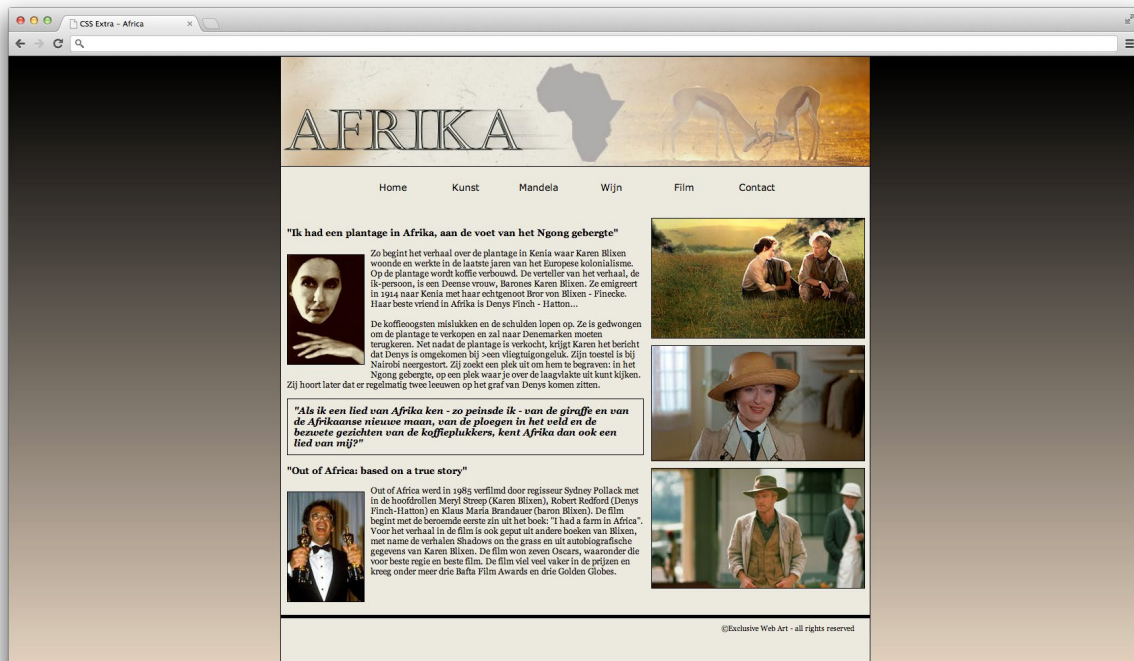 CSS Extra – Africa
AFRIKA
Home Kunst Mandela Wijn Film Contact
"Ik had een plantage in Afrika, aan de voet van het Ngong gebergte"
Zo begint het verhaal over de plantage in Kenia waar Karen Blixen
woonde en werkte in de laatste jaren van het Europese kolonialisme.
Op de plantage wordt koffie verbouwd. De verteller van het verhaal, de
ik-persoon, is een Deense vrouw, Barones Karen Blixen. Ze emigreert
in 1914 naar Kenia met haar echtgenoot Bror von Blixen - Finecke.
Haar beste vriend in Afrika is Denys Finch - Hatton...
De koffieoogsten mislukken en de schulden lopen op. Ze is gedwongen
om de plantage te verkopen en zal naar Denemarken moeten
terugkeren. Net nadat de plantage is verkocht, krijgt Karen het bericht
dat Denys is omgekomen bij >een vliegtuigongeluk. Zijn toestel is bij
Nairobi neergestort. Zij zoekt een plek uit om hem te begraven: in het
Ngong gebergte, op een plek waar je over de laagvlakte uit kunt kijken.
Zij hoort later dat er regelmatig twee leeuwen op het graf van Denys komen zitten.
"Als ik een lied van Afrika ken - zo peinsde ik - van de giraffe en van
de Afrikaanse nieuwe maan, van de ploegen in het veld en de
bezwete gezichten van de koffieplukkers, kent Afrika dan ook een
lied van mij?"
"Out of Africa: based on a true story"
Out of Africa werd in 1985 verfilmd door regisseur Sydney Pollack met
in de hoofdrollen Meryl Streep (Karen Blixen), Robert Redford (Denys
Finch-Hatton) en Klaus Maria Brandauer (baron Blixen). De film
begint met de beroemde eerste zin uit het boek: "I had a farm in Africa".
Voor het verhaal in de film is ook geput uit andere boeken van Blixen,
met name de verhalen Shadows on the grass en uit autobiografische
gegevens van Karen Blixen. De film won zeven Oscars, waaronder die
voor beste regie en beste film. De film viel veel vaker in de prijzen en
kreeg onder meer drie Bafta Film Awards en drie Golden Globes.
©Exclusive Web Art - all rights reserved